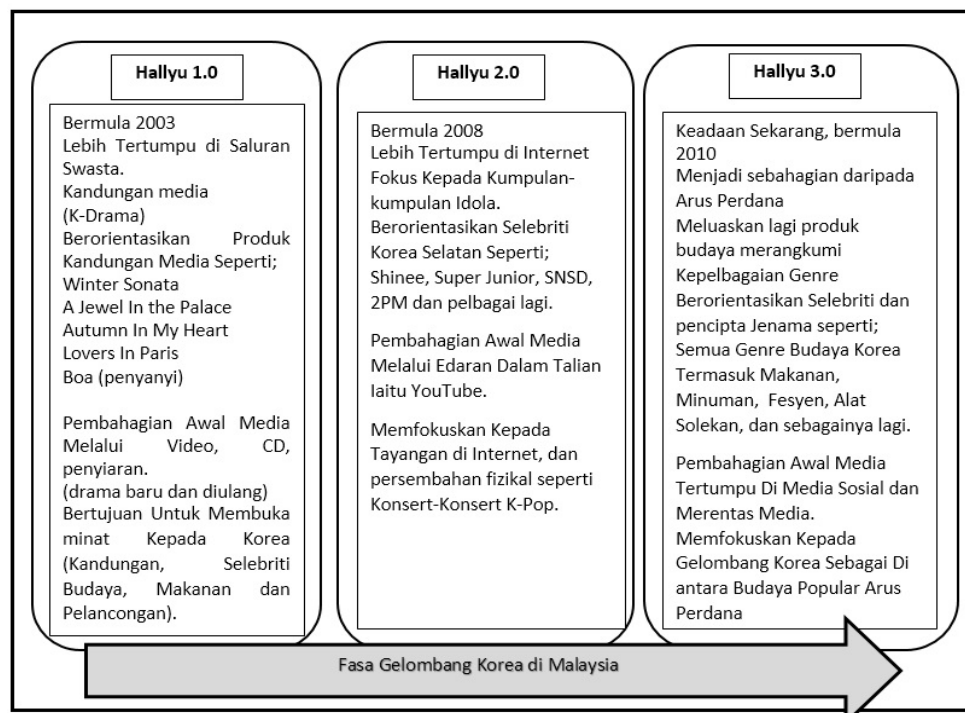 Hallyu 1.0
Bermula 2003
Lebih Tertumpu di Saluran
Swasta.
Kandungan media
(K-Drama)
Berorientasikan Produk
Kandungan Media Seperti;
Winter Sonata
A Jewel In the Palace
Autumn In My Heart
Lovers In Paris
Boa (penyanyi)
Pembahagian Awal Media
Melalui Video, CD,
penyiaran.
(drama baru dan diulang)
Bertujuan Untuk Membuka
minat Kepada Korea
(Kandungan, Selebriti
Budaya, Makanan dan
Pelancongan).
Hallyu 2.0
Bermula 2008
Lebih Tertumpu di Internet
Fokus Kepada Kumpulan-
kumpulan Idola.
Berorientasikan Selebriti
Korea Selatan Seperti;
Shinee, Super Junior, SNSD,
2PM dan pelbagai lagi.
Pembahagian Awal Media
Melalui Edaran Dalam Talian
Iaitu YouTube.
Memfokuskan Kepada
Tayangan di Internet, dan
persembahan fizikal seperti
Konsert-Konsert K-Pop.
Hallyu 3.0
Keadaan Sekarang, bermula
2010
Menjadi sebahagian daripada
Arus Perdana
Meluaskan lagi produk
budaya merangkumi
Kepelbagaian Genre
Berorientasikan Selebriti dan
pencipta Jenama seperti;
Semua Genre Budaya Korea
Termasuk Makanan,
Minuman, Fesyen, Alat
Solekan, dan sebagainya lagi.
Pembahagian Awal Media
Tertumpu Di Media Sosial dan
Merentas Media.
Memfokuskan Kepada
Gelombang Korea Sebagai Di
antara Budaya Popular Arus
Perdana
Fasa Gelombang Korea di Malaysia